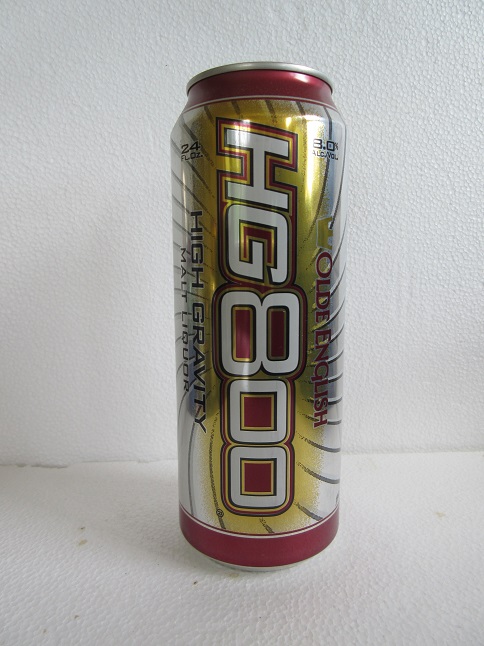 24
FL.OZ.
8.0%
ALC./VOL.
OLDE ENGLISH
HG800
®
HIGH GRAVITY
MALT LIQUOR